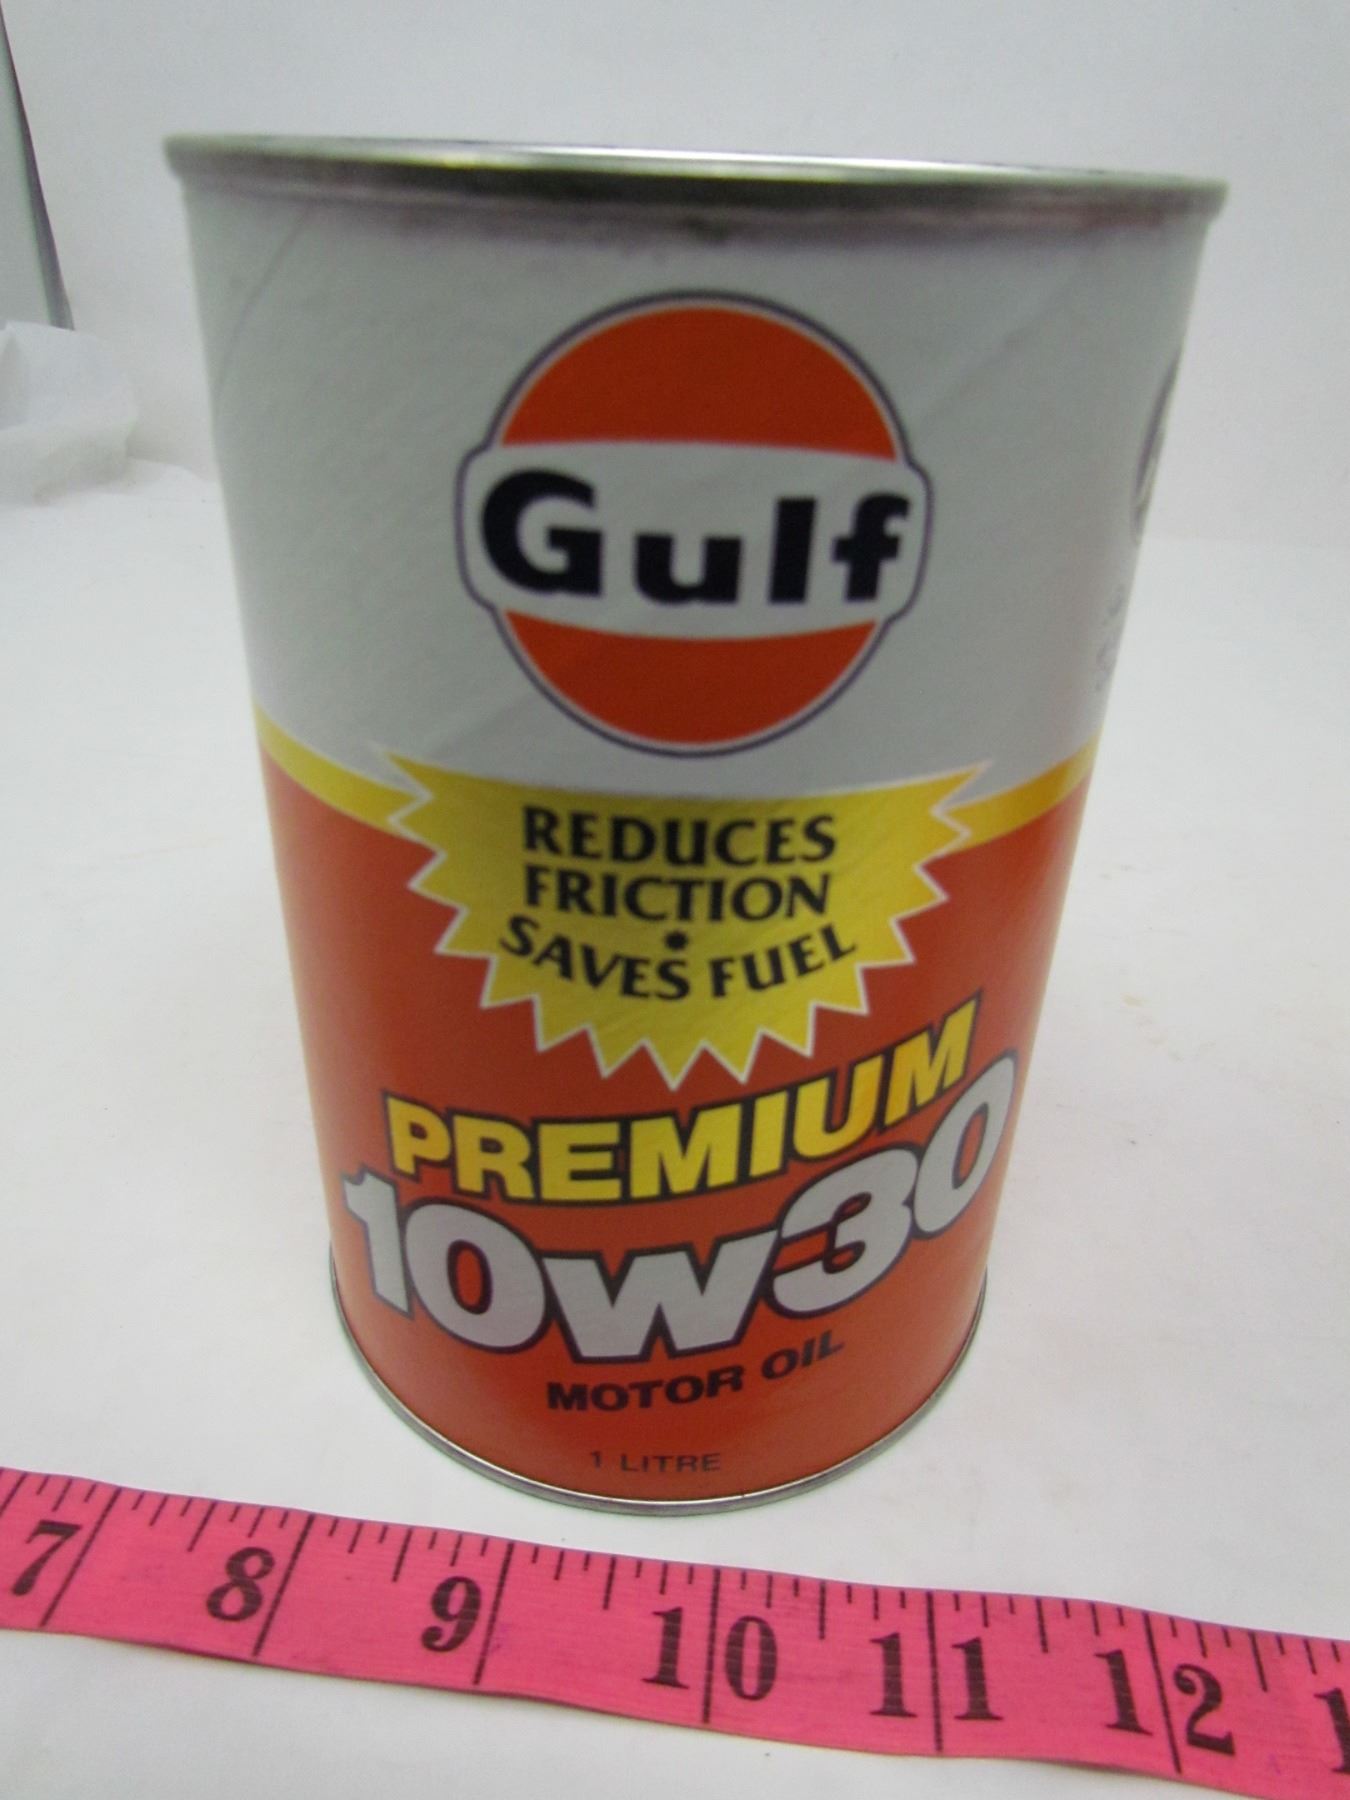 Gulf
REDUCES
FRICTION
•
SAVES FUEL
PREMIUM
10W30
MOTOR OIL
1 LITRE
7 8 9 10 11 12